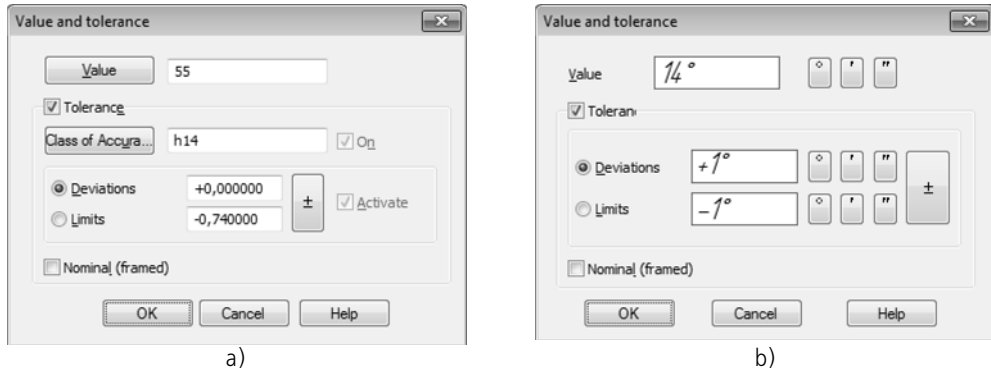 Value and tolerance
Value 55
Tolerance
Class of Accura... h14 On
Deviations +0,000000
± Activate
Limits -0,740000
Nominal (framed)
OK Cancel Help
a)
Value and tolerance
Value 14° ° ' "
Toleran
Deviations +1° ° ' "
±
Limits -1° ° ' "
Nominal (framed)
OK Cancel Help
b)